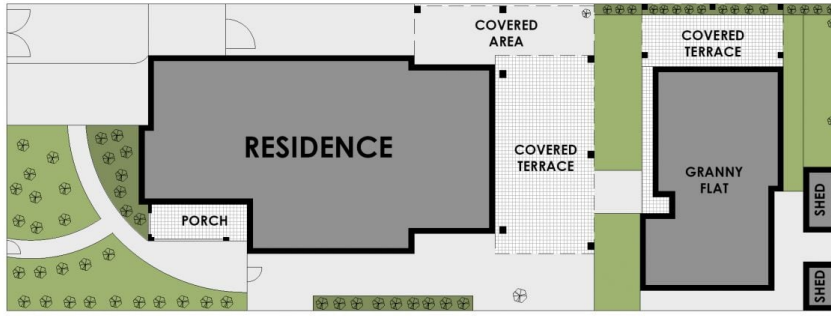 COVERED
AREA
COVERED
TERRACE
RESIDENCE
COVERED
TERRACE
GRANNY
FLAT
PORCH
SHED
SHED